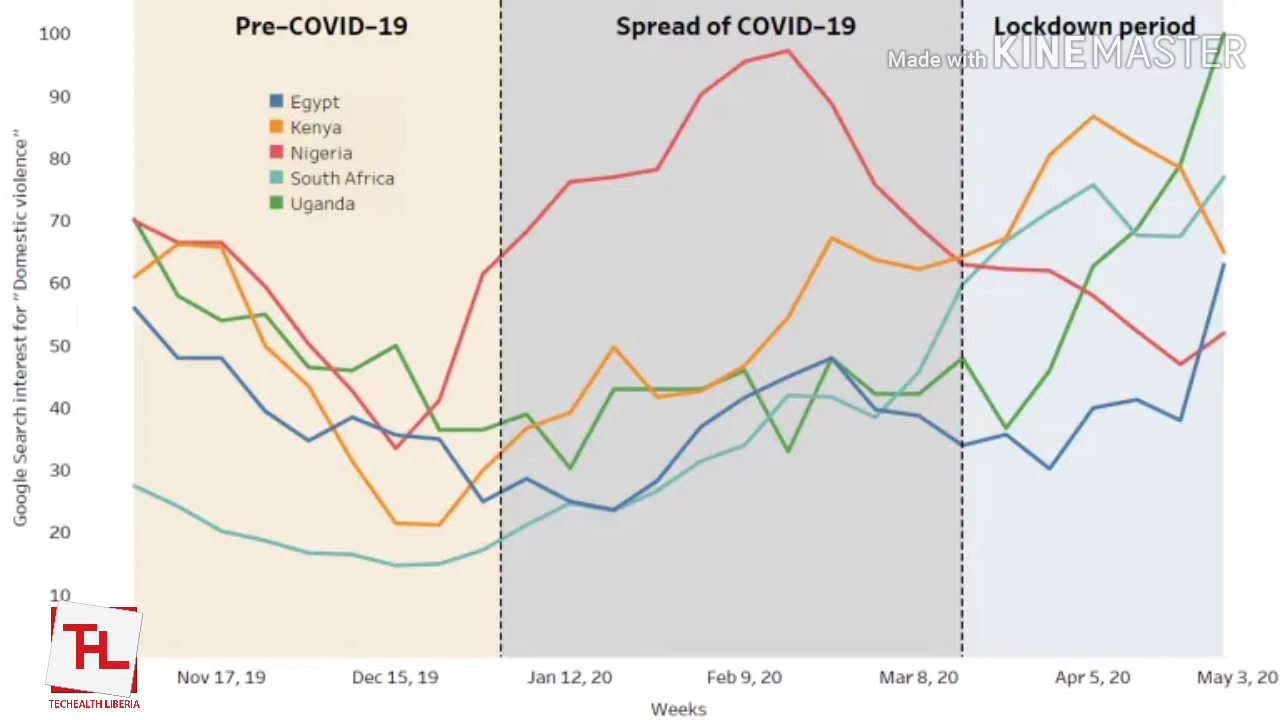 Pre-COVID-19
Spread of COVID-19
Lockdown period
Made with KINEMASTER
Google Search interest for "Domestic violence"
100
90
80
70
60
50
40
30
20
10
Egypt
Kenya
Nigeria
South Africa
Uganda
Nov 17, 19
Dec 15, 19
Jan 12, 20
Feb 9, 20
Mar 8, 20
Apr 5, 20
May 3, 20
Weeks
THL
TECHEALTH LIBERIA